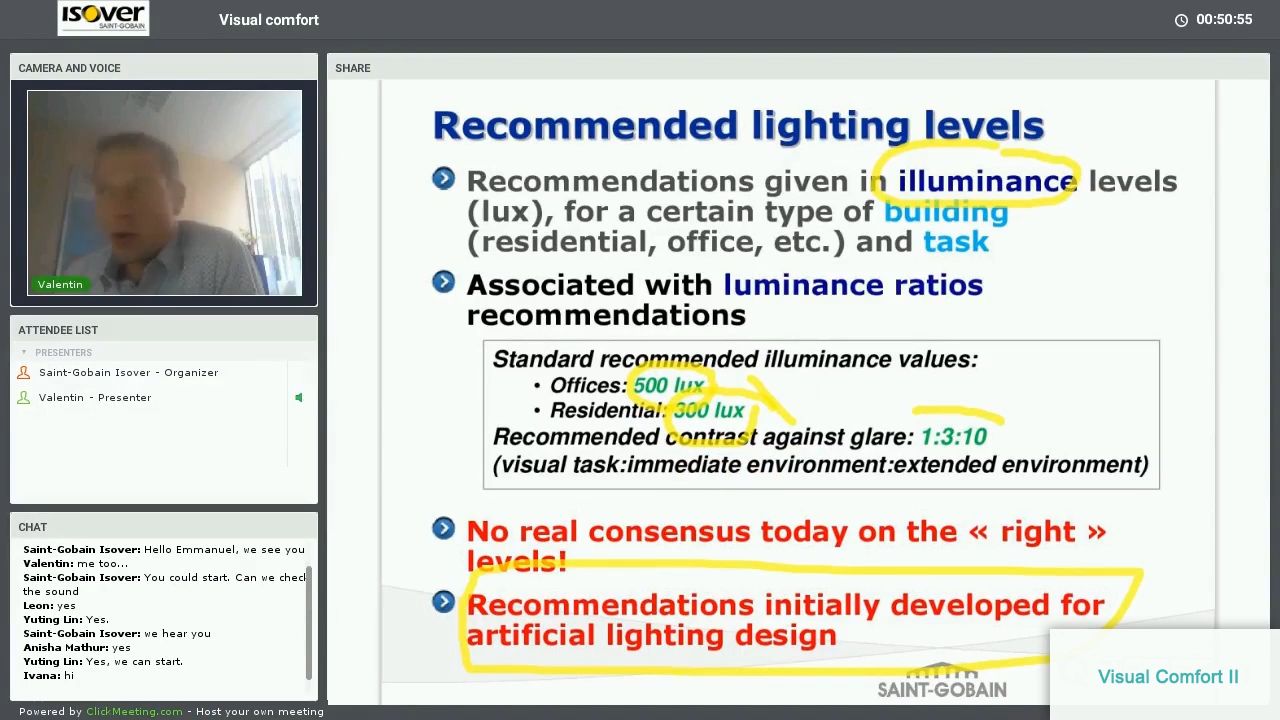 isover
SAINT-GOBAIN
Visual comfort
00:50:55
CAMERA AND VOICE
Valentin
ATTENDEE LIST
PRESENTERS
Saint-Gobain Isover - Organizer
Valentin - Presenter
CHAT
Saint-Gobain Isover: Hello Emmanuel, we see you
Valentin: me too...
Saint-Gobain Isover: You could start. Can we check
the sound
Leon: yes
Yuting Lin: Yes.
Saint-Gobain Isover: we hear you
Anisha Mathur: yes
Yuting Lin: Yes, we can start.
Ivana: hi
Powered by ClickMeeting.com - Host your own meeting
SHARE
Recommended lighting levels
Recommendations given in illuminance levels
(lux), for a certain type of building
(residential, office, etc.) and task
Associated with luminance ratios
recommendations
Standard recommended illuminance values:
• Offices: 500 lux
• Residential: 300 lux
Recommended contrast against glare: 1:3:10
(visual task:immediate environment:extended environment)
No real consensus today on the « right »
levels!
Recommendations initially developed for
artificial lighting design
SAINT-GOBAIN
Visual Comfort II